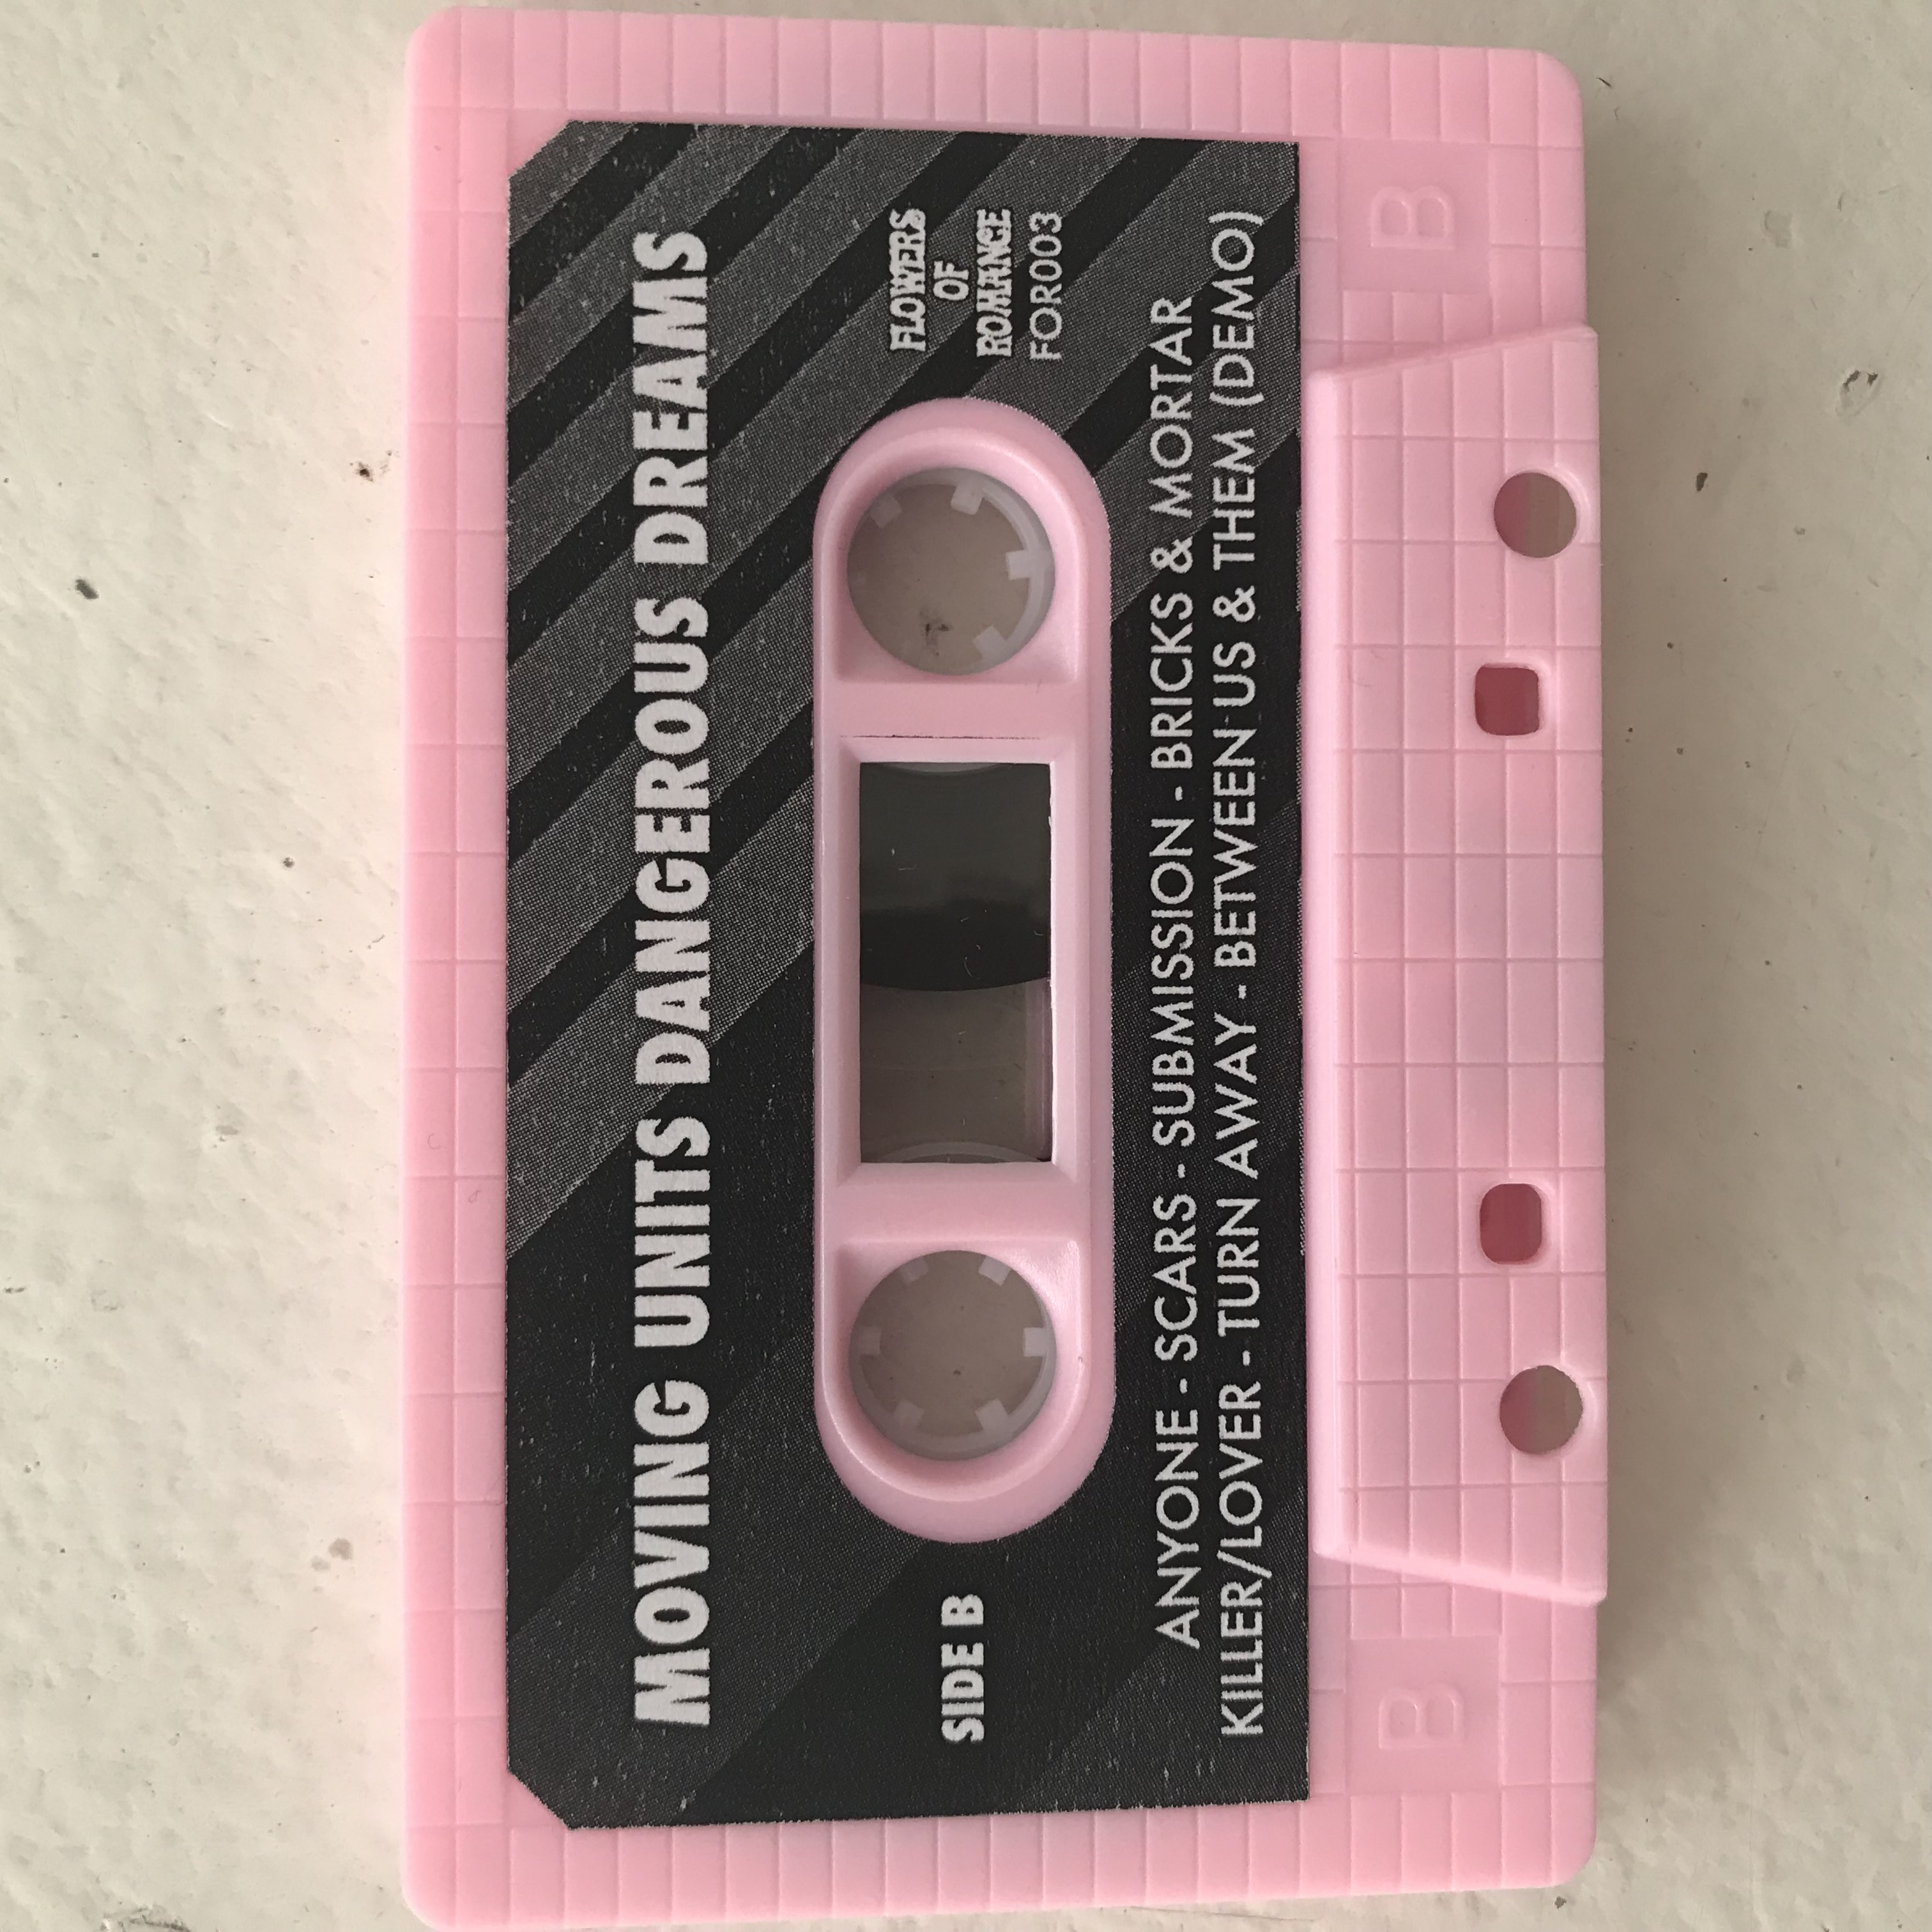 MOVING UNITS DANGEROUS DREAMS
FLOWERS
OF
ROMANCE
FOR003
SIDE B
ANYONE - SCARS - SUBMISSION - BRICKS & MORTAR
KILLER/LOVER - TURN AWAY - BETWEEN US & THEM (DEMO)
B
B